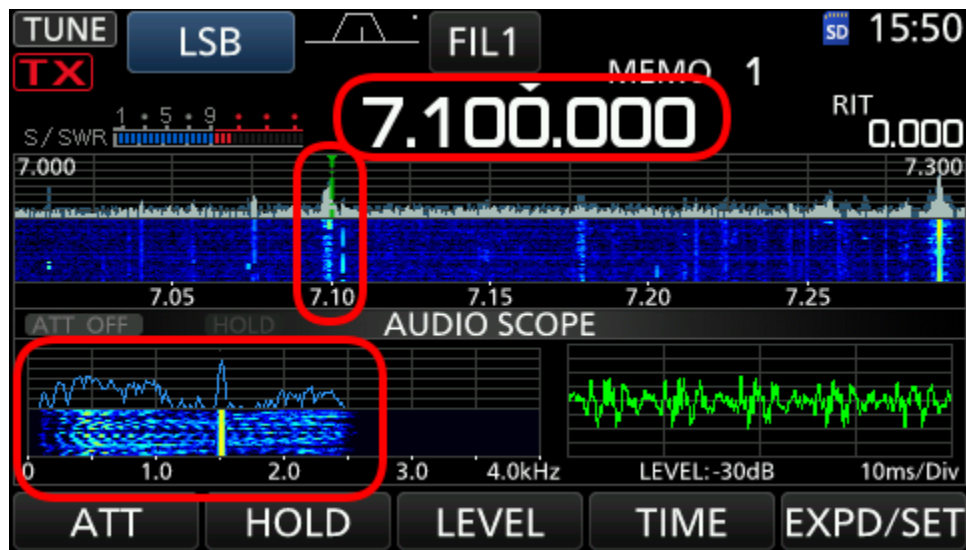 TUNE LSB FIL1 SD 15:50
TX MEMO 1
7.100.000 RIT
0.000
1 5 9
S/SWR
7.000 7.300
7.05 7.10 7.15 7.20 7.25
ATT OFF HOLD AUDIO SCOPE
0 1.0 2.0 3.0 4.0kHz LEVEL:-30dB 10ms/Div
ATT HOLD LEVEL TIME EXPD/SET